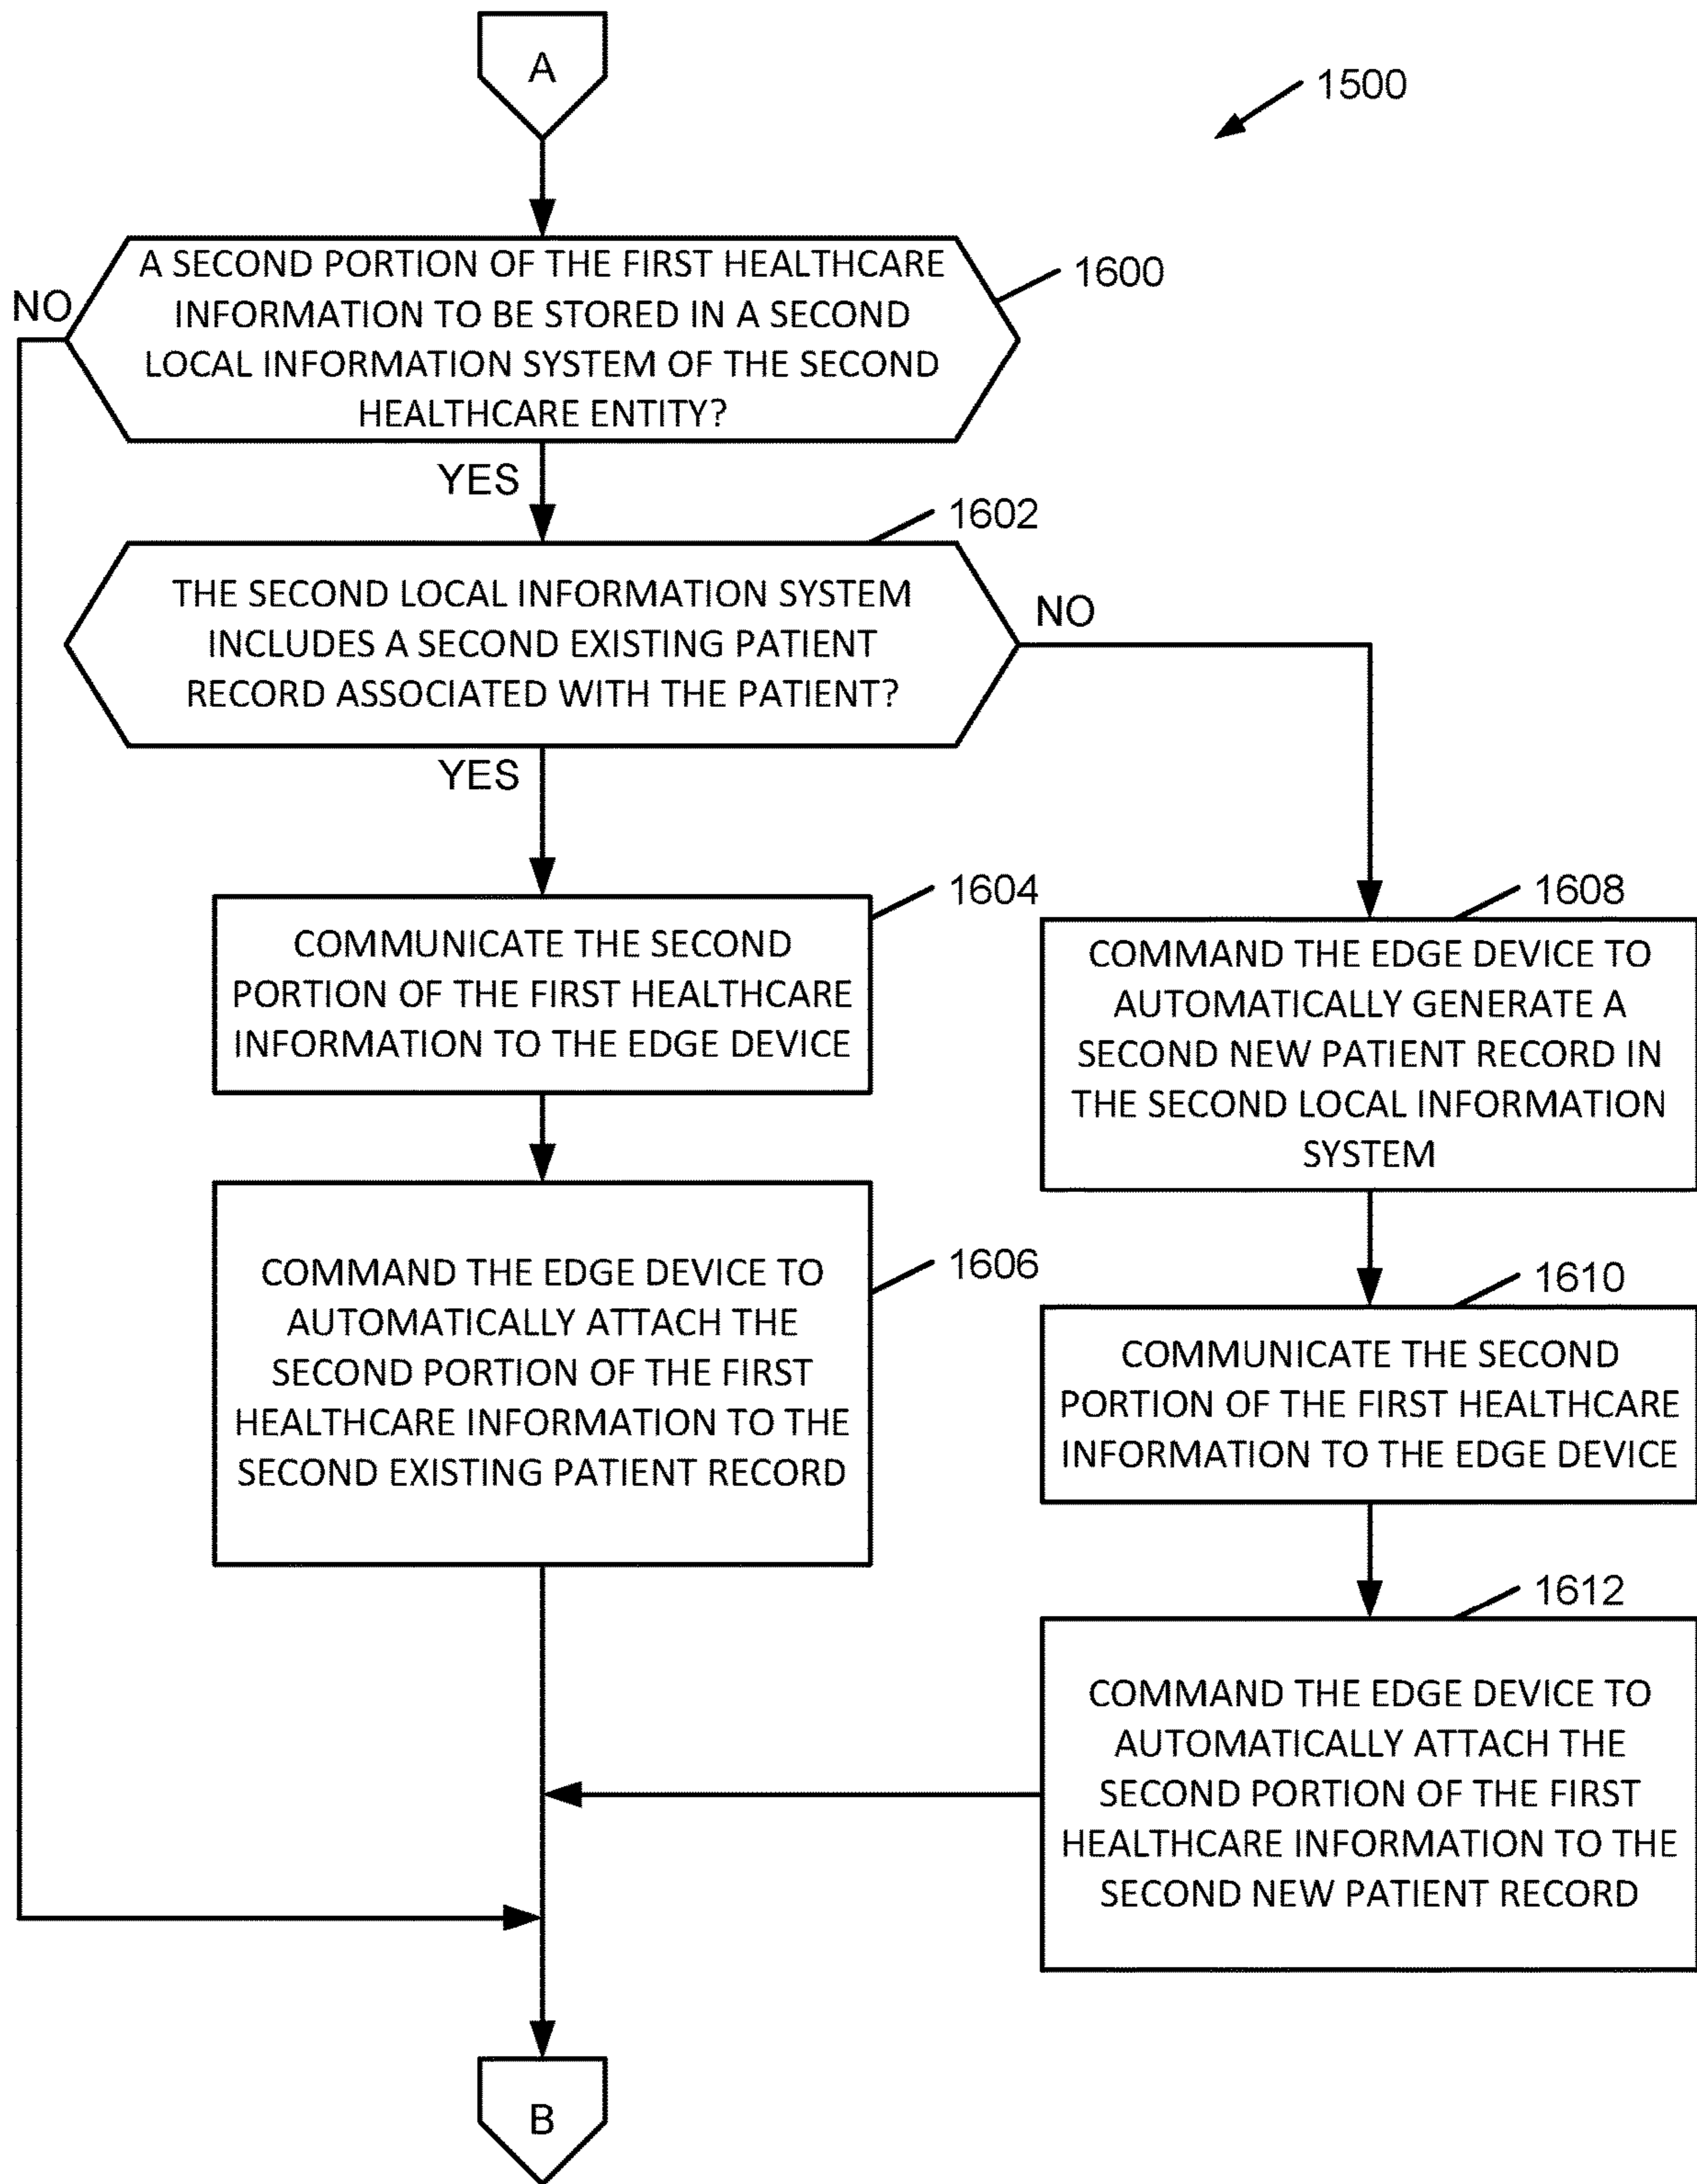 A
1500
A SECOND PORTION OF THE FIRST HEALTHCARE
INFORMATION TO BE STORED IN A SECOND
LOCAL INFORMATION SYSTEM OF THE SECOND
HEALTHCARE ENTITY?
1600
NO
YES
1602
THE SECOND LOCAL INFORMATION SYSTEM
INCLUDES A SECOND EXISTING PATIENT
RECORD ASSOCIATED WITH THE PATIENT?
NO
YES
1604
COMMUNICATE THE SECOND
PORTION OF THE FIRST HEALTHCARE
INFORMATION TO THE EDGE DEVICE
1606
COMMAND THE EDGE DEVICE TO
AUTOMATICALLY ATTACH THE
SECOND PORTION OF THE FIRST
HEALTHCARE INFORMATION TO THE
SECOND EXISTING PATIENT RECORD
1608
COMMAND THE EDGE DEVICE TO
AUTOMATICALLY GENERATE A
SECOND NEW PATIENT RECORD IN
THE SECOND LOCAL INFORMATION
SYSTEM
1610
COMMUNICATE THE SECOND
PORTION OF THE FIRST HEALTHCARE
INFORMATION TO THE EDGE DEVICE
1612
COMMAND THE EDGE DEVICE TO
AUTOMATICALLY ATTACH THE
SECOND PORTION OF THE FIRST
HEALTHCARE INFORMATION TO THE
SECOND NEW PATIENT RECORD
B